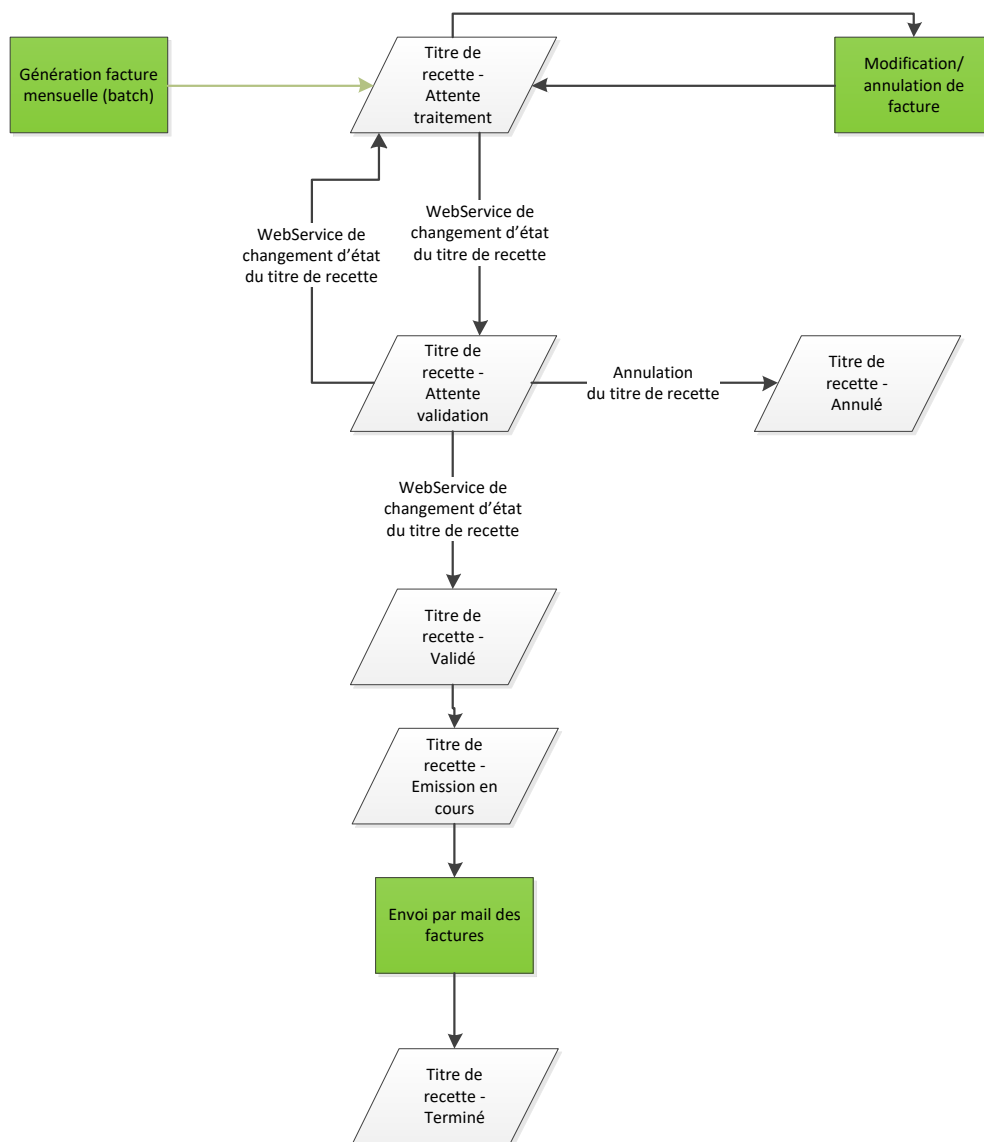 Génération facture
mensuelle (batch)
Titre de
recette -
Attente
traitement
Modification/
annulation de
facture
WebService de
changement d’état
du titre de recette
WebService de
changement d’état
du titre de recette
Titre de
recette -
Attente
validation
Annulation
du titre de recette
Titre de
recette -
Annulé
WebService de
changement d’état
du titre de recette
Titre de
recette -
Validé
Titre de
recette -
Emission en
cours
Envoi par mail des
factures
Titre de
recette -
Terminé